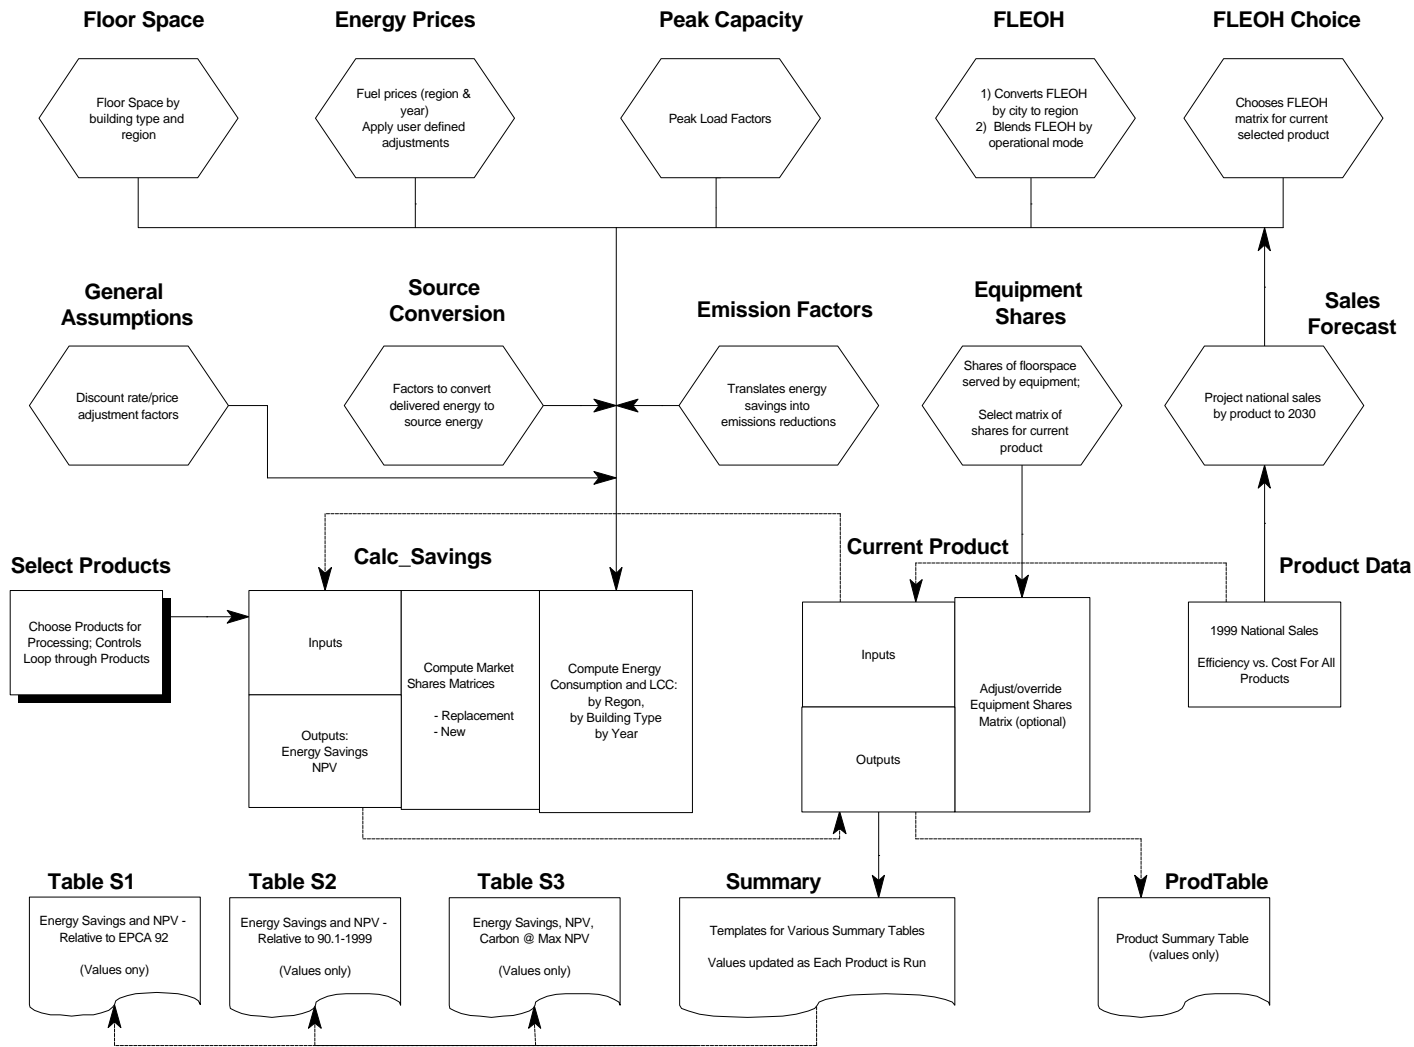 Floor Space
Energy Prices
Peak Capacity
FLEOH
FLEOH Choice
Floor Space by
building type and
region
Fuel prices (region &
year)
Apply user defined
adjustments
Peak Load Factors
1) Converts FLEOH
by city to region
2) Blends FLEOH by
operational mode
Chooses FLEOH
matrix for current
selected product
General
Assumptions
Source
Conversion
Emission Factors
Equipment
Shares
Sales
Forecast
Discount rate/price
adjustment factors
Factors to convert
delivered energy to
source energy
Translates energy
savings into
emissions reductions
Shares of floorspace
served by equipment;
Select matrix of
shares for current
product
Project national sales
by product to 2030
Select Products
Calc_Savings
Current Product
Product Data
Choose Products for
Processing; Controls
Loop through Products
Inputs
Outputs:
Energy Savings
NPV
Compute Market
Shares Matrices
- Replacement
- New
Compute Energy
Consumption and LCC:
by Regon,
by Building Type
by Year
Inputs
Outputs
Adjust/override
Equipment Shares
Matrix (optional)
1999 National Sales
Efficiency vs. Cost For All
Products
Table S1
Table S2
Table S3
Summary
ProdTable
Energy Savings and NPV -
Relative to EPCA 92
(Values ony)
Energy Savings and NPV -
Relative to 90.1-1999
(Values only)
Energy Savings, NPV,
Carbon @ Max NPV
(Values only)
Templates for Various Summary Tables
Values updated as Each Product is Run
Product Summary Table
(values only)